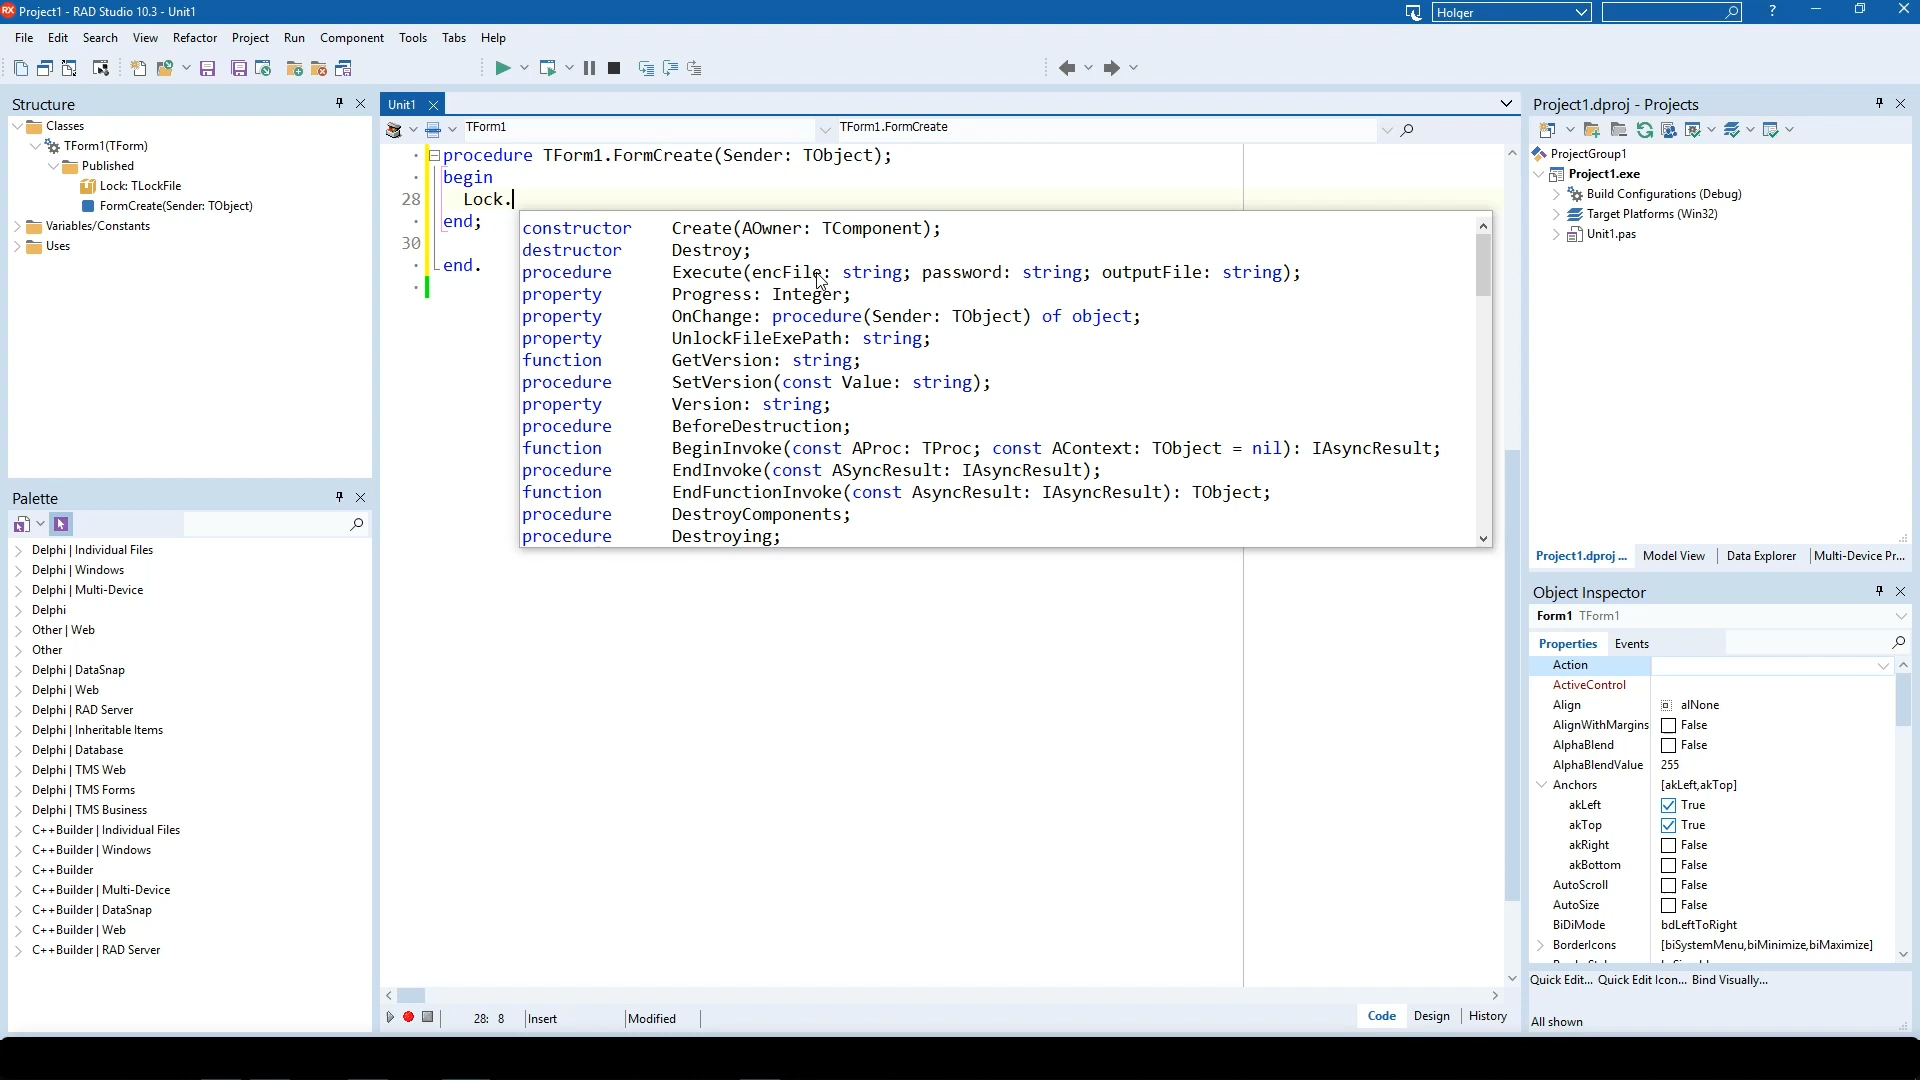 Project1 - RAD Studio 10.3 - Unit1
Holger
?
File Edit Search View Refactor Project Run Component Tools Tabs Help
Structure
Classes
TForm1(TForm)
Published
Lock: TLockFile
FormCreate(Sender: TObject)
Variables/Constants
Uses
Palette
Delphi | Individual Files
Delphi | Windows
Delphi | Multi-Device
Delphi
Other | Web
Other
Delphi | DataSnap
Delphi | Web
Delphi | RAD Server
Delphi | Inheritable Items
Delphi | Database
Delphi | TMS Web
Delphi | TMS Forms
Delphi | TMS Business
C++Builder | Individual Files
C++Builder | Windows
C++Builder
C++Builder | Multi-Device
C++Builder | DataSnap
C++Builder | Web
C++Builder | RAD Server
Unit1
TForm1
TForm1.FormCreate
procedure TForm1.FormCreate(Sender: TObject);
begin
28 Lock.
end;
30
end.
constructor Create(AOwner: TComponent);
destructor Destroy;
procedure Execute(encFile: string; password: string; outputFile: string);
property Progress: Integer;
property OnChange: procedure(Sender: TObject) of object;
property UnlockFileExePath: string;
function GetVersion: string;
procedure SetVersion(const Value: string);
property Version: string;
procedure BeforeDestruction;
function BeginInvoke(const AProc: TProc; const AContext: TObject = nil): IAsyncResult;
procedure EndInvoke(const ASyncResult: IAsyncResult);
function EndFunctionInvoke(const AsyncResult: IAsyncResult): TObject;
procedure DestroyComponents;
procedure Destroying;
28: 8 Insert Modified
Code Design History
Project1.dproj - Projects
ProjectGroup1
Project1.exe
Build Configurations (Debug)
Target Platforms (Win32)
Unit1.pas
Project1.dproj ... Model View Data Explorer Multi-Device Pr...
Object Inspector
Form1 TForm1
Properties Events
Action
ActiveControl
Align alNone
AlignWithMargins False
AlphaBlend False
AlphaBlendValue 255
Anchors [akLeft,akTop]
akLeft True
akTop True
akRight False
akBottom False
AutoScroll False
AutoSize False
BiDiMode bdLeftToRight
BorderIcons [biSystemMenu,biMinimize,biMaximize]
Quick Edit... Quick Edit Icon... Bind Visually...
All shown